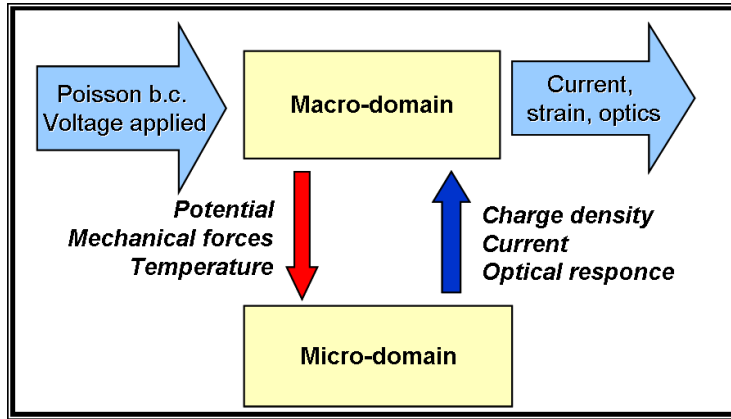 Poisson b.c.
Voltage applied
Macro-domain
Current,
strain, optics
Potential
Mechanical forces
Temperature
Charge density
Current
Optical responce
Micro-domain